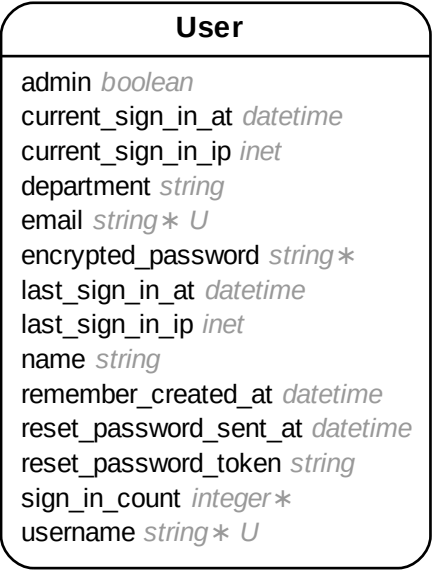 User
admin boolean
current_sign_in_at datetime
current_sign_in_ip inet
department string
email string∗ U
encrypted_password string∗
last_sign_in_at datetime
last_sign_in_ip inet
name string
remember_created_at datetime
reset_password_sent_at datetime
reset_password_token string
sign_in_count integer∗
username string∗ U